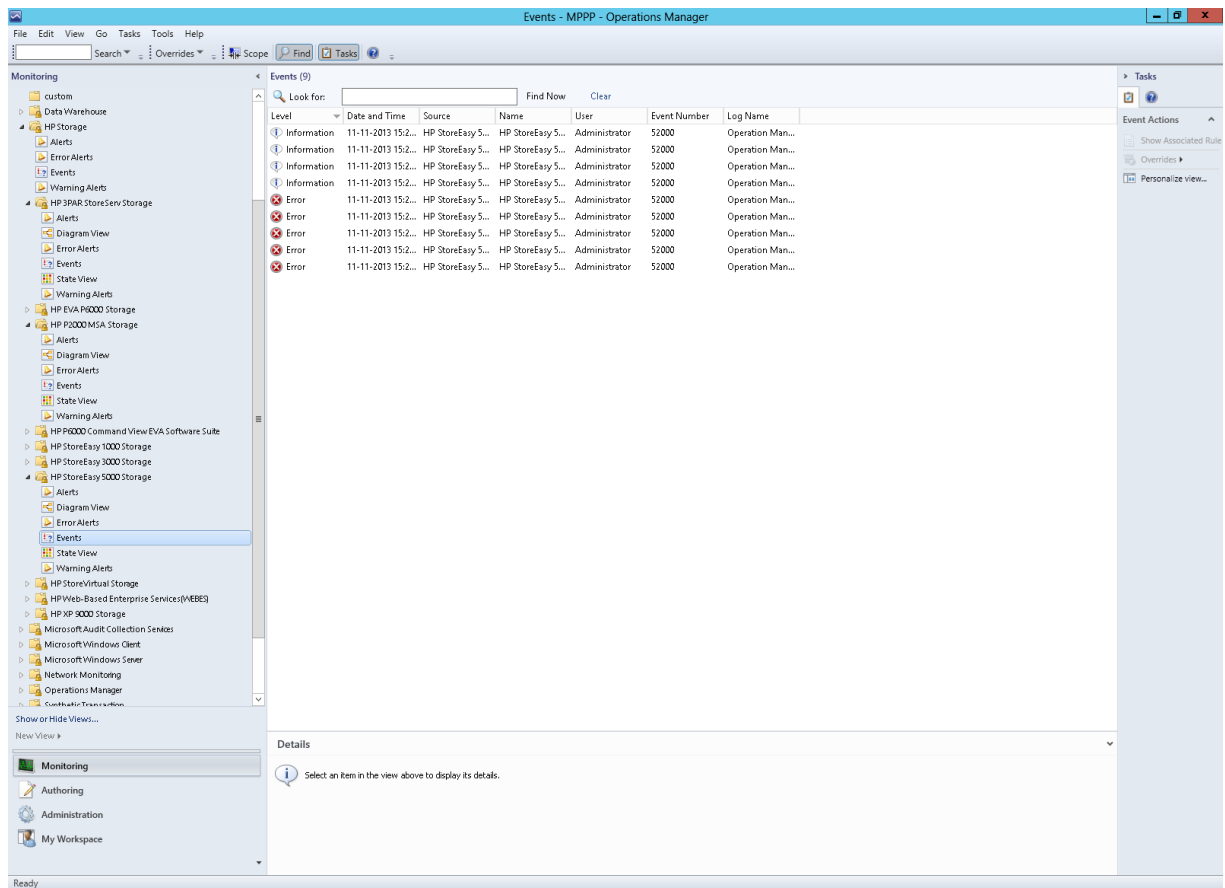 Events - MPPP - Operations Manager
File Edit View Go Tasks Tools Help
Search Overrides Scope Find Tasks
Monitoring
custom
Data Warehouse
HP Storage
Alerts
Error Alerts
Events
Warning Alerts
HP 3PAR StoreServ Storage
Alerts
Diagram View
Error Alerts
Events
State View
Warning Alerts
HP EVA P6000 Storage
HP P2000 MSA Storage
Alerts
Diagram View
Error Alerts
Events
State View
Warning Alerts
HP P6000 Command View EVA Software Suite
HP StoreEasy 1000 Storage
HP StoreEasy 3000 Storage
HP StoreEasy 5000 Storage
Alerts
Diagram View
Error Alerts
Events
State View
Warning Alerts
HP StoreVirtual Storage
HP Web-Based Enterprise Services(WEBES)
HP XP 9000 Storage
Microsoft Audit Collection Services
Microsoft Windows Client
Microsoft Windows Server
Network Monitoring
Operations Manager
Synthetic Transaction
Show or Hide Views...
New View
Monitoring
Authoring
Administration
My Workspace
Events (9)
Look for: Find Now Clear
Level Date and Time Source Name User Event Number Log Name
Information 11-11-2013 15:2... HP StoreEasy 5... HP StoreEasy 5... Administrator 52000 Operation Man...
Information 11-11-2013 15:2... HP StoreEasy 5... HP StoreEasy 5... Administrator 52000 Operation Man...
Information 11-11-2013 15:2... HP StoreEasy 5... HP StoreEasy 5... Administrator 52000 Operation Man...
Information 11-11-2013 15:2... HP StoreEasy 5... HP StoreEasy 5... Administrator 52000 Operation Man...
Error 11-11-2013 15:2... HP StoreEasy 5... HP StoreEasy 5... Administrator 52000 Operation Man...
Error 11-11-2013 15:2... HP StoreEasy 5... HP StoreEasy 5... Administrator 52000 Operation Man...
Error 11-11-2013 15:2... HP StoreEasy 5... HP StoreEasy 5... Administrator 52000 Operation Man...
Error 11-11-2013 15:2... HP StoreEasy 5... HP StoreEasy 5... Administrator 52000 Operation Man...
Error 11-11-2013 15:2... HP StoreEasy 5... HP StoreEasy 5... Administrator 52000 Operation Man...
Details
Select an item in the view above to display its details.
Tasks
Event Actions
Show Associated Rule
Overrides
Personalize view...
Ready